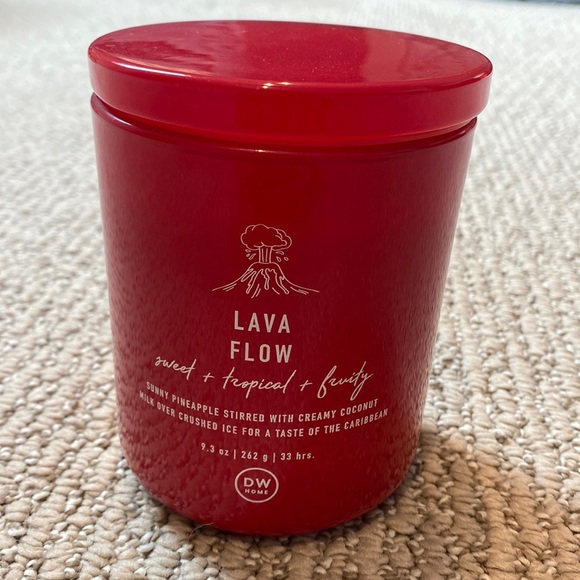 LAVA
FLOW
sweet + tropical + fruity
SUNNY PINEAPPLE STIRRED WITH CREAMY COCONUT
MILK OVER CRUSHED ICE FOR A TASTE OF THE CARIBBEAN
9.3 oz | 262 g | 33 hrs.
DW
HOME